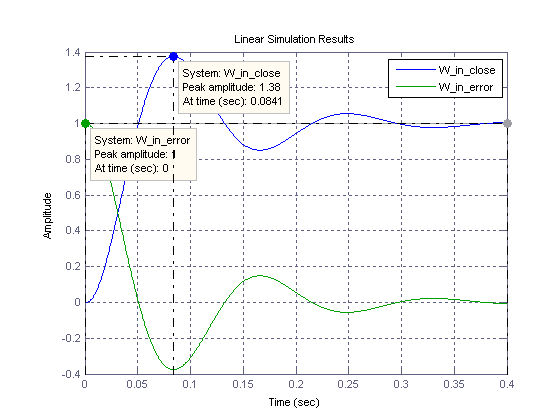 Linear Simulation Results
1.4
1.2
1
0.8
0.6
0.4
0.2
0
-0.2
-0.4
Amplitude
System: W_in_close
Peak amplitude: 1.38
At time (sec): 0.0841
W_in_close
W_in_error
System: W_in_error
Peak amplitude: 1
At time (sec): 0
0
0.05
0.1
0.15
0.2
0.25
0.3
0.35
0.4
Time (sec)